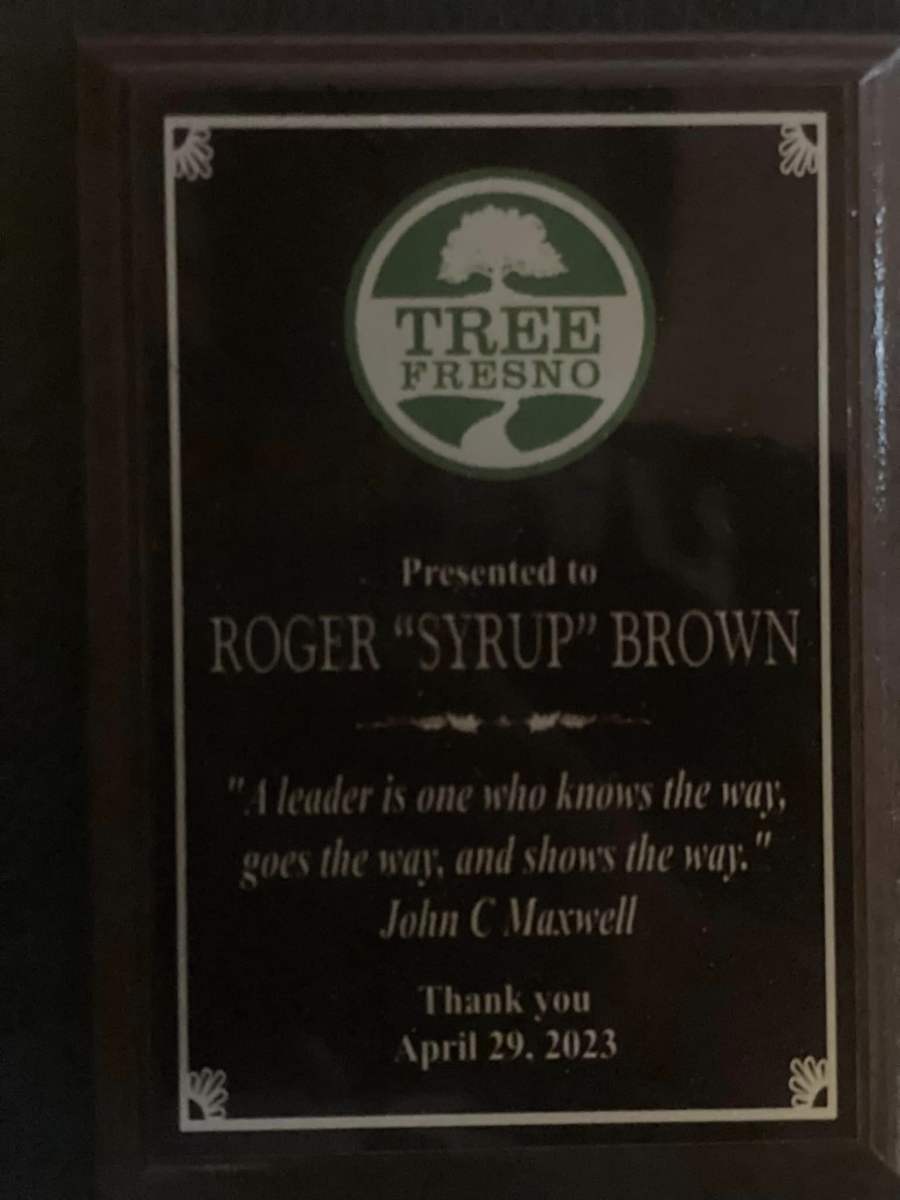 TREE
FRESNO
Presented to
ROGER “SYRUP” BROWN
"A leader is one who knows the way,
goes the way, and shows the way."
John C Maxwell
Thank you
April 29, 2023